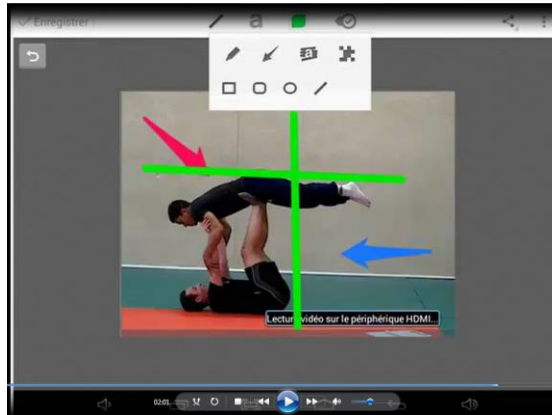 Enregistrer
a
a
Lecture vidéo sur le périphérique HDMI...
02:01